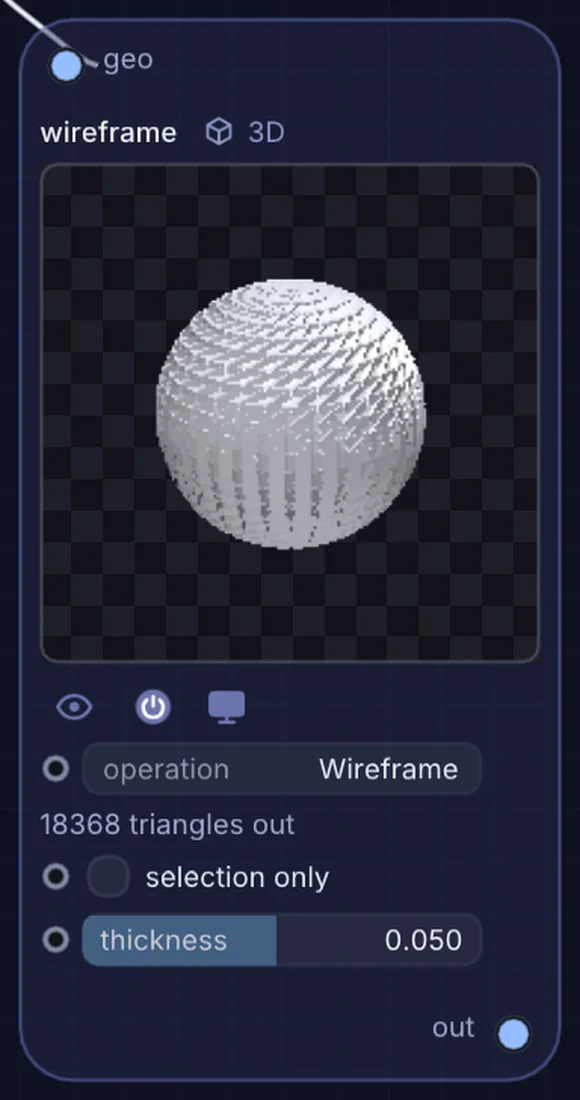 geo
wireframe 3D
operation Wireframe
18368 triangles out
selection only
thickness 0.050
out